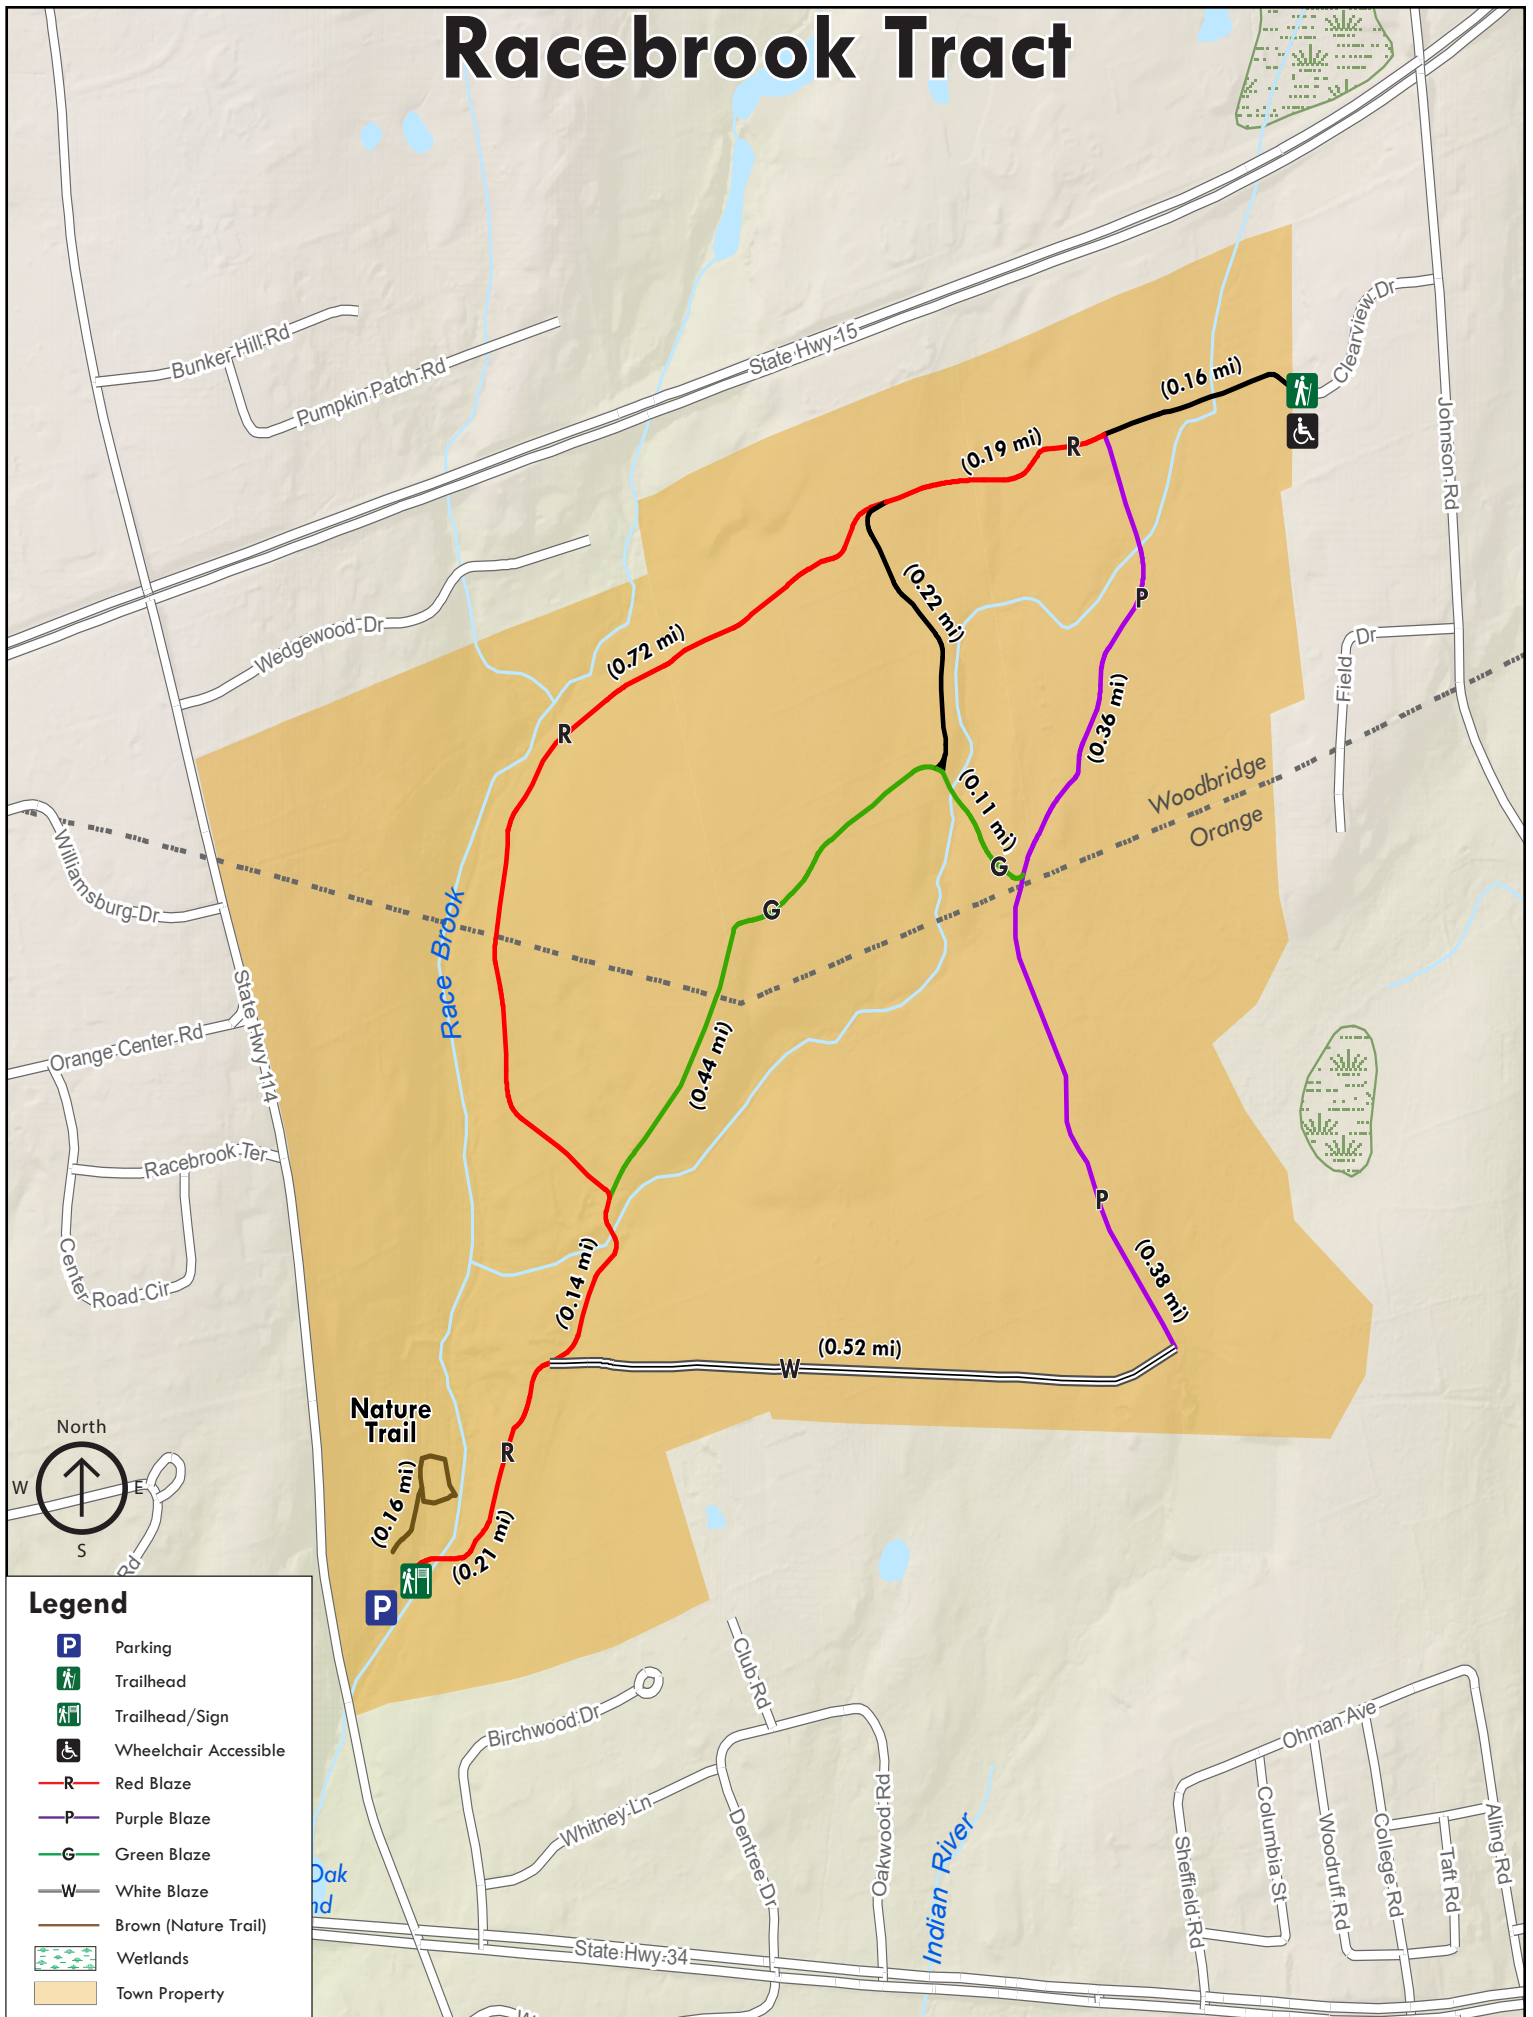 Racebrook Tract
State Hwy 15
Bunker Hill Rd
Pumpkin Patch Rd
Clearview Dr
Johnson Rd
(0.16 mi)
(0.19 mi)
R
(0.22 mi)
P
Wedgewood Dr
(0.72 mi)
R
Field
Dr
(0.36 mi)
(0.11 mi)
G
Woodbridge
Orange
Williamsburg Dr
Race Brook
G
State Hwy 114
Orange Center Rd
(0.44 mi)
Racebrook Ter
Center
Road Cir
P
(0.38 mi)
(0.14 mi)
(0.52 mi)
W
Nature
Trail
(0.16 mi)
R
(0.21 mi)
P
North
W
E
S
Rd
Club Rd
Birchwood Dr
Whitney Ln
Dentree Dr
Oakwood Rd
Indian River
Ohman Ave
Sheffield Rd
Columbia St
Woodruff Rd
College Rd
Taft Rd
Alling Rd
State Hwy 34
Oak
nd
Legend
P Parking
Trailhead
Trailhead/Sign
Wheelchair Accessible
R Red Blaze
P Purple Blaze
G Green Blaze
W White Blaze
Brown (Nature Trail)
Wetlands
Town Property